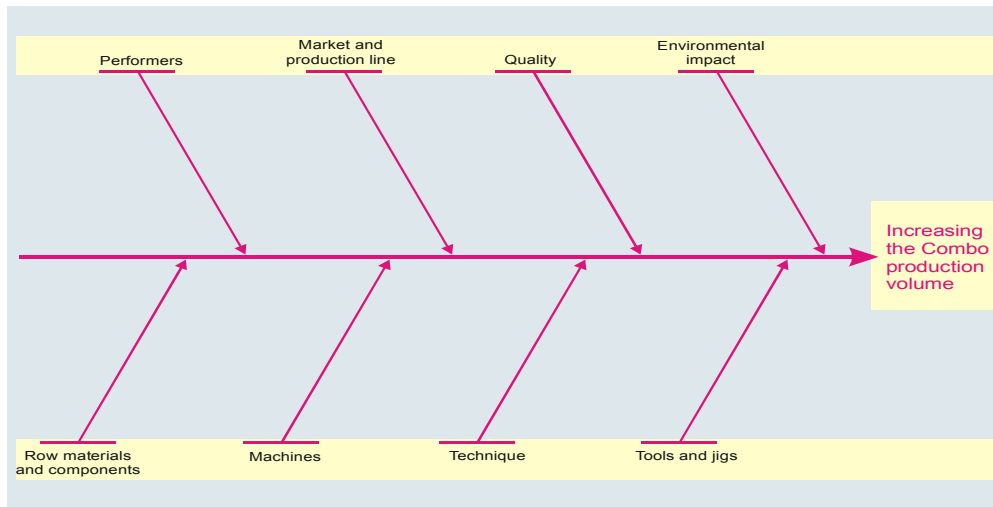 Performers
Market and
production line
Quality
Environmental
impact
Increasing
the Combo
production
volume
Row materials
and components
Machines
Technique
Tools and jigs